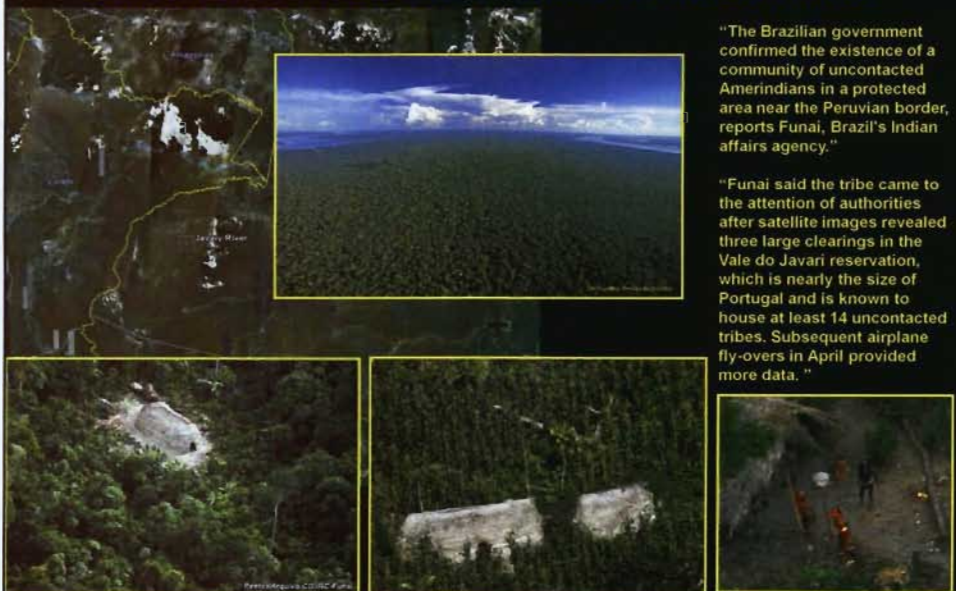 "The Brazilian government
confirmed the existence of a
community of uncontacted
Amerindians in a protected
area near the Peruvian border,
reports Funai, Brazil's Indian
affairs agency."
"Funai said the tribe came to
the attention of authorities
after satellite images revealed
three large clearings in the
Vale do Javari reservation,
which is nearly the size of
Portugal and is known to
house at least 14 uncontacted
tribes. Subsequent airplane
fly-overs in April provided
more data. "
Javary River